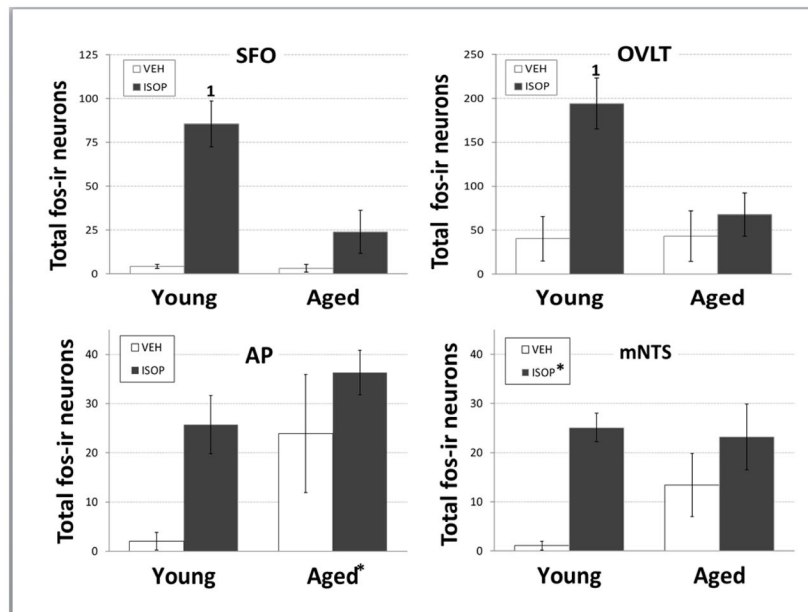 SFO
VEH
ISOP
1
Total fos-ir neurons
125
100
75
50
25
0
Young Aged
OVLT
VEH
ISOP
1
Total fos-ir neurons
250
200
150
100
50
0
Young Aged
AP
VEH
ISOP
Total fos-ir neurons
40
30
20
10
0
Young Aged*
mNTS
VEH
ISOP*
Total fos-ir neurons
40
30
20
10
0
Young Aged